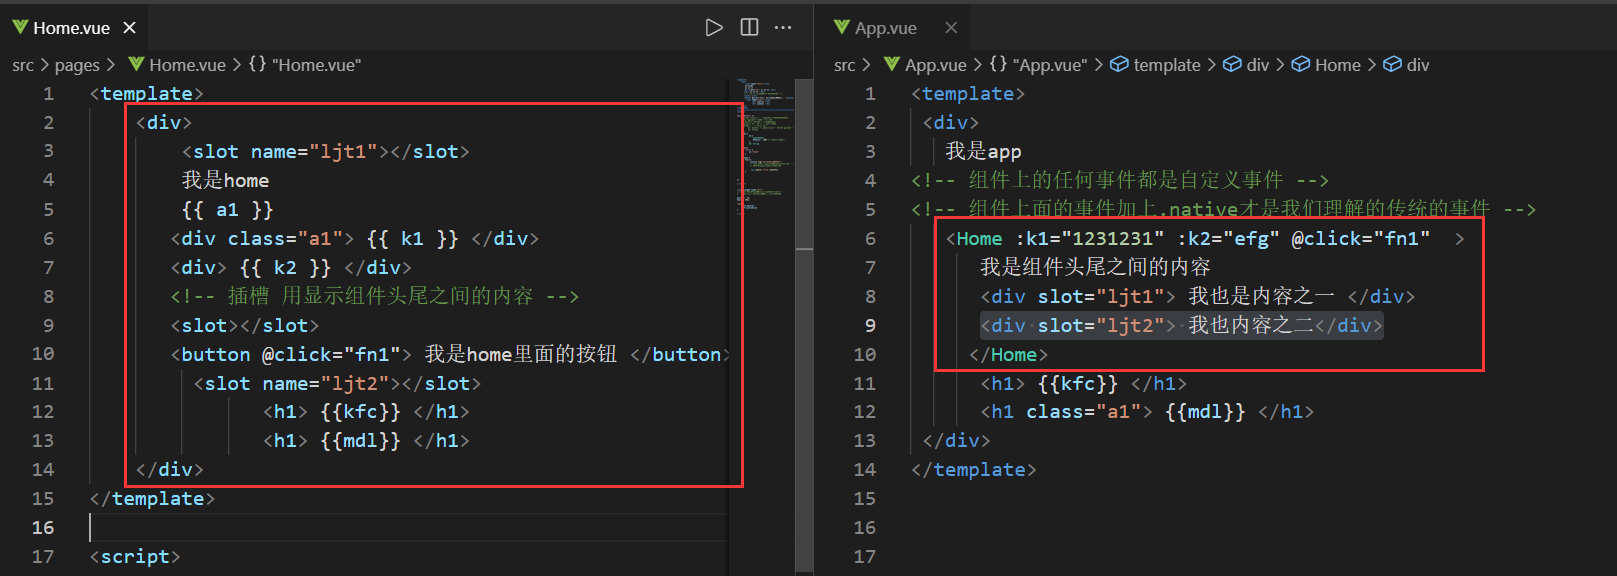 Home.vue
src > pages > Home.vue > {} "Home.vue"
1 <template>
2 <div>
3 <slot name="ljt1"></slot>
4 我是home
5 {{ a1 }}
6 <div class="a1"> {{ k1 }} </div>
7 <div> {{ k2 }} </div>
8 <!-- 插槽 用显示组件头尾之间的内容 -->
9 <slot></slot>
10 <button @click="fn1"> 我是home里面的按钮 </button>
11 <slot name="ljt2"></slot>
12 <h1> {{kfc}} </h1>
13 <h1> {{mdl}} </h1>
14 </div>
15 </template>
16
17 <script>
App.vue
src > App.vue > {} "App.vue" > template > div > Home > div
1 <template>
2 <div>
3 我是app
4 <!-- 组件上的任何事件都是自定义事件 -->
5 <!-- 组件上面的事件加上.native才是我们理解的传统的事件 -->
6 <Home :k1="1231231" :k2="efg" @click="fn1" >
7 我是组件头尾之间的内容
8 <div slot="ljt1"> 我也是内容之一 </div>
9 <div slot="ljt2"> 我也内容之二</div>
10 </Home>
11 <h1> {{kfc}} </h1>
12 <h1 class="a1"> {{mdl}} </h1>
13 </div>
14 </template>
15
16
17